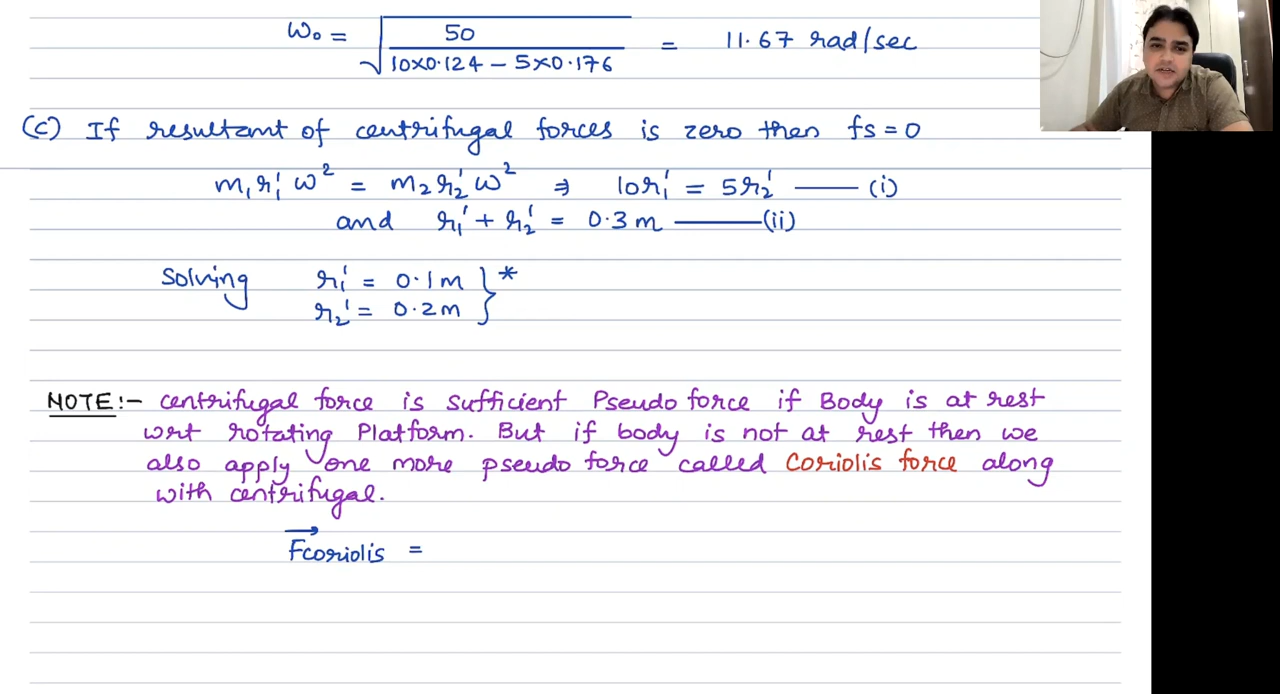 ω₀ = √(50 / (10×0.124 − 5×0.176)) = 11.67 rad/sec
(c) If resultant of centrifugal forces is zero then fs = 0
m₁r₁'ω² = m₂r₂'ω² ⇒ 10r₁' = 5r₂' —— (i)
and r₁' + r₂' = 0.3 m ——(ii)
Solving r₁' = 0.1m } *
r₂' = 0.2m
NOTE:- centrifugal force is sufficient Pseudo force if Body is at rest
wrt rotating Platform. But if body is not at rest then we
also apply one more pseudo force called Coriolis force along
with centrifugal.
F⃗coriolis =